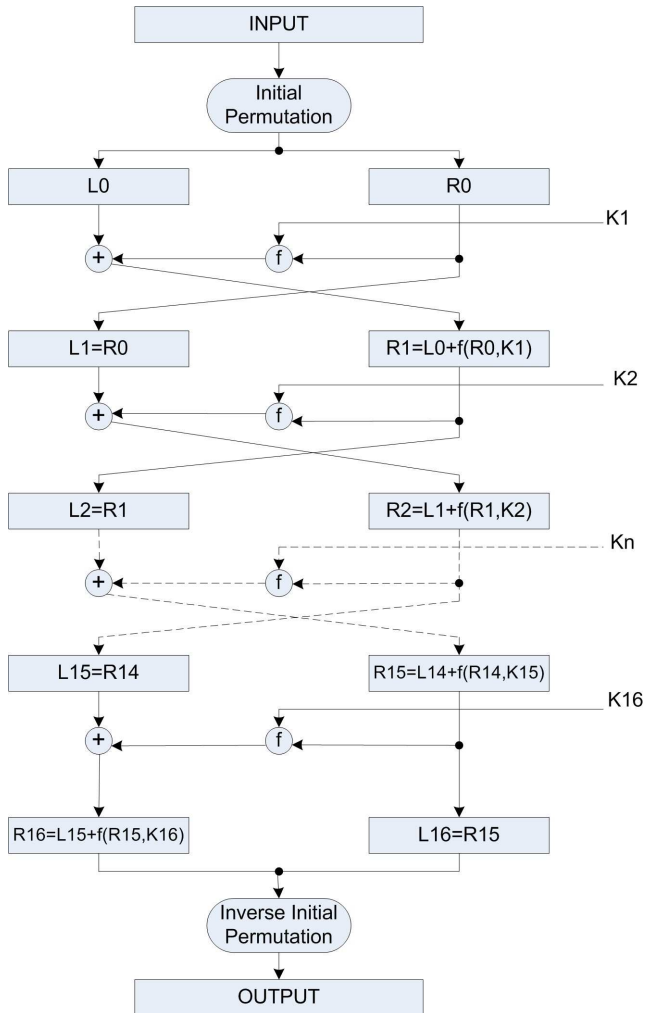 INPUT
Initial
Permutation
L0
R0
K1
+
f
L1=R0
R1=L0+f(R0,K1)
K2
+
f
L2=R1
R2=L1+f(R1,K2)
Kn
+
f
L15=R14
R15=L14+f(R14,K15)
K16
+
f
R16=L15+f(R15,K16)
L16=R15
Inverse Initial
Permutation
OUTPUT